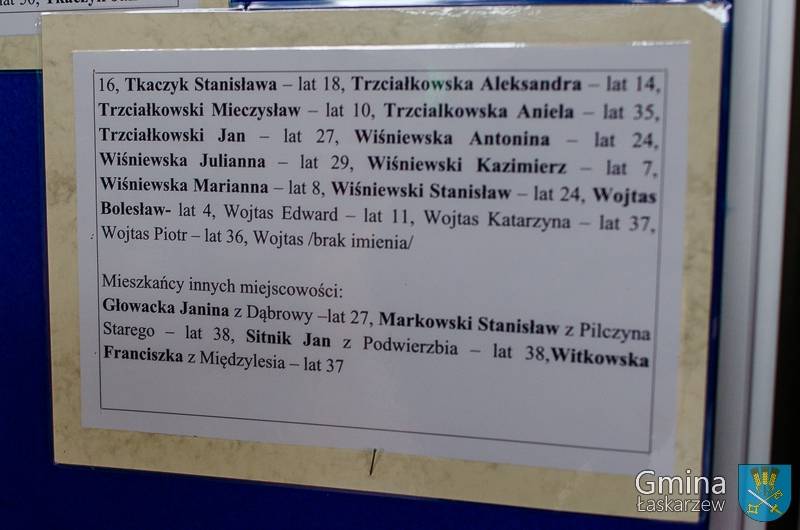 16, Tkaczyk Stanisława – lat 18, Trzciałkowska Aleksandra – lat 14,
Trzciałkowski Mieczysław – lat 10, Trzcialkowska Aniela – lat 35,
Trzciałkowski Jan – lat 27, Wiśniewska Antonina – lat 24,
Wiśniewska Julianna – lat 29, Wiśniewski Kazimierz – lat 7,
Wiśniewska Marianna – lat 8, Wiśniewski Stanisław – lat 24, Wojtas
Bolesław- lat 4, Wojtas Edward – lat 11, Wojtas Katarzyna – lat 37,
Wojtas Piotr – lat 36, Wojtas /brak imienia/
Mieszkańcy innych miejscowości:
Głowacka Janina z Dąbrowy –lat 27, Markowski Stanisław z Pilczyna
Starego – lat 38, Sitnik Jan z Podwierzbia – lat 38,Witkowska
Franciszka z Międzylesia – lat 37
Gmina
Łaskarzew